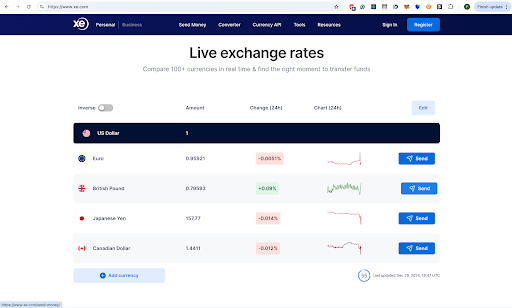 https://www.xe.com
Finish update
xe Personal Business Send Money Converter Currency API Tools Resources Sign In Register
Live exchange rates
Compare 100+ currencies in real time & find the right moment to transfer funds
Inverse Amount Change (24h) Chart (24h) Edit
US Dollar 1
Euro 0.95921 -0.0051% Send
British Pound 0.79593 +0.09% Send
Japanese Yen 157.77 -0.014% Send
Canadian Dollar 1.4411 -0.012% Send
Add currency
55 Last updated Dec 29, 2024, 19:47 UTC
https://www.xe.com/send-money/